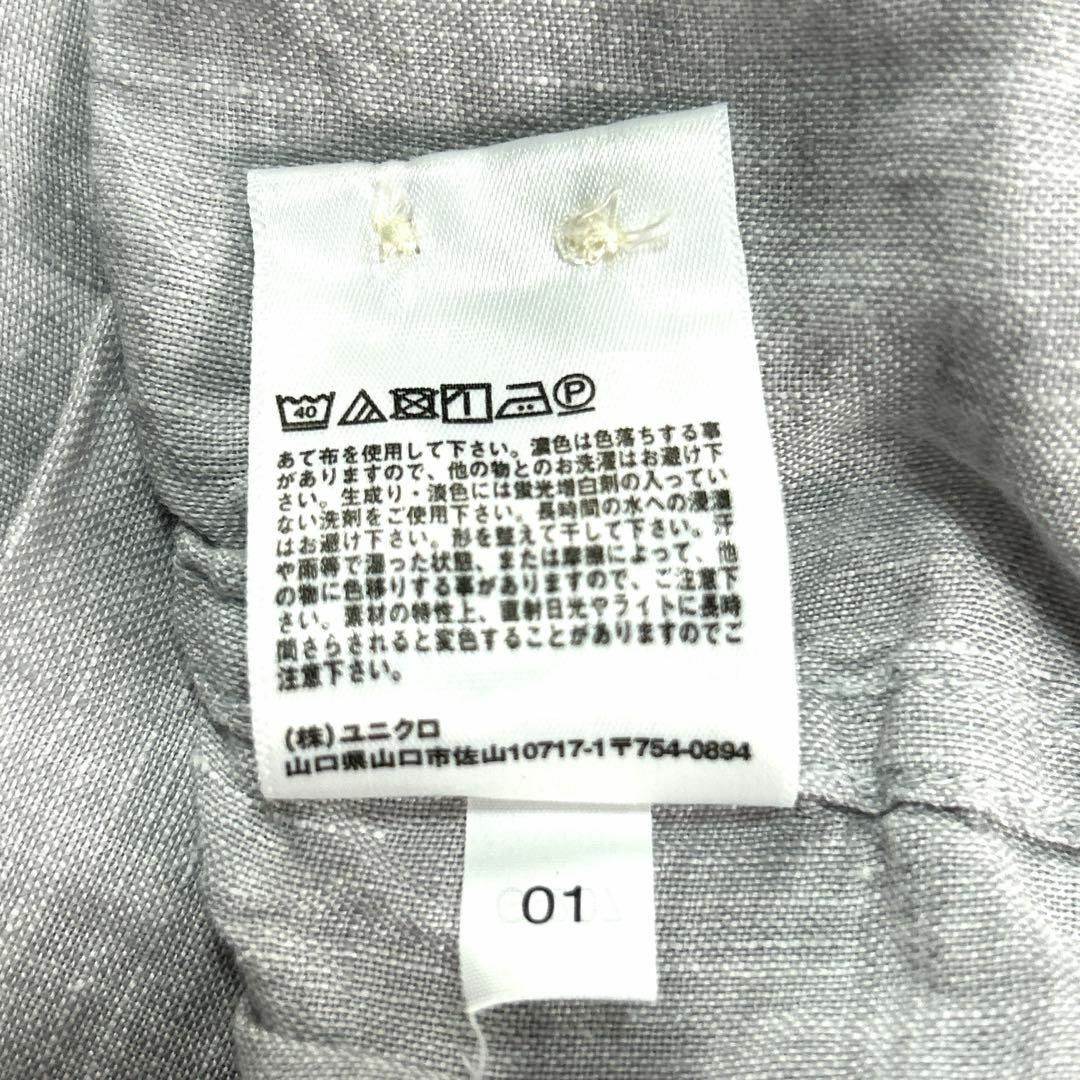 40 P
あて布を使用して下さい。濃色は色落ちする事
がありますので、他の物とのお洗濯はお避け下
さい。生成り・淡色には蛍光増白剤の入ってい
ない洗剤をご使用下さい。長時間の水への浸漬
はお避け下さい。形を整えて干して下さい。汗
や雨等で湿った状態、または摩擦によって、他
の物に色移りする事がありますので、ご注意下
さい。素材の特性上、直射日光やライトに長時
間さらされると変色することがありますのでご
注意下さい。
(株)ユニクロ
山口県山口市佐山10717-1〒754-0894
01